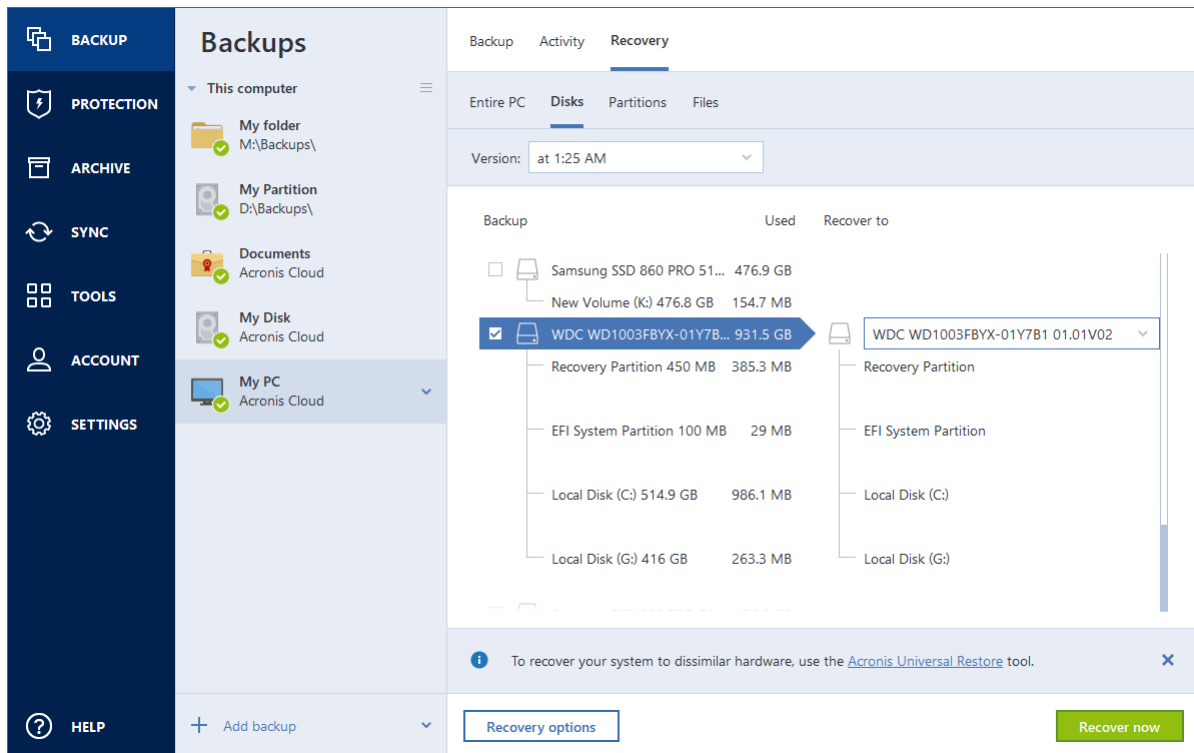 BACKUP
PROTECTION
ARCHIVE
SYNC
TOOLS
ACCOUNT
SETTINGS
HELP
Backups
This computer
My folder
M:\Backups\
My Partition
D:\Backups\
Documents
Acronis Cloud
My Disk
Acronis Cloud
My PC
Acronis Cloud
Add backup
Backup Activity Recovery
Entire PC Disks Partitions Files
Version: at 1:25 AM
Backup Used Recover to
Samsung SSD 860 PRO 51... 476.9 GB
New Volume (K:) 476.8 GB 154.7 MB
WDC WD1003FBYX-01Y7B... 931.5 GB WDC WD1003FBYX-01Y7B1 01.01V02
Recovery Partition 450 MB 385.3 MB Recovery Partition
EFI System Partition 100 MB 29 MB EFI System Partition
Local Disk (C:) 514.9 GB 986.1 MB Local Disk (C:)
Local Disk (G:) 416 GB 263.3 MB Local Disk (G:)
To recover your system to dissimilar hardware, use the Acronis Universal Restore tool.
Recovery options Recover now